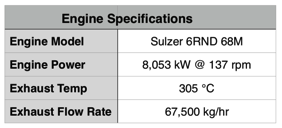 Engine Specifications
Engine Model Sulzer 6RND 68M
Engine Power 8,053 kW @ 137 rpm
Exhaust Temp 305 °C
Exhaust Flow Rate 67,500 kg/hr